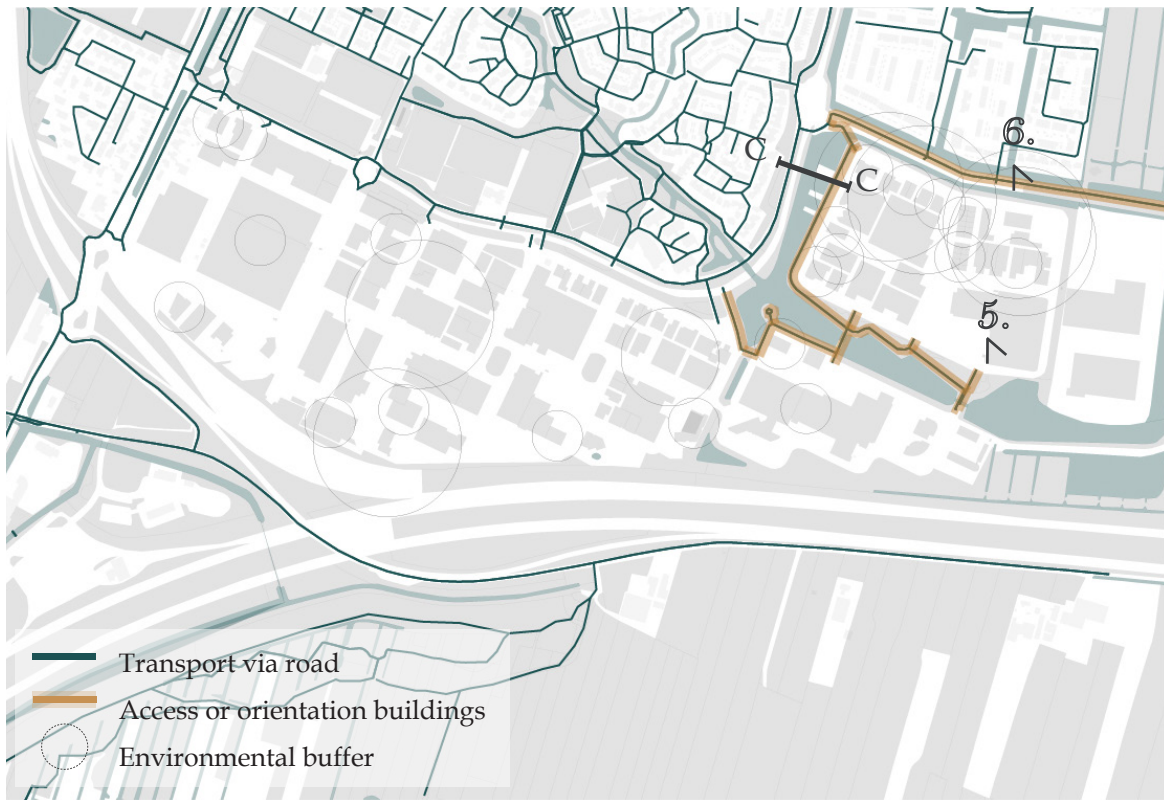 6.
C
C
5.
Transport via road
Access or orientation buildings
Environmental buffer